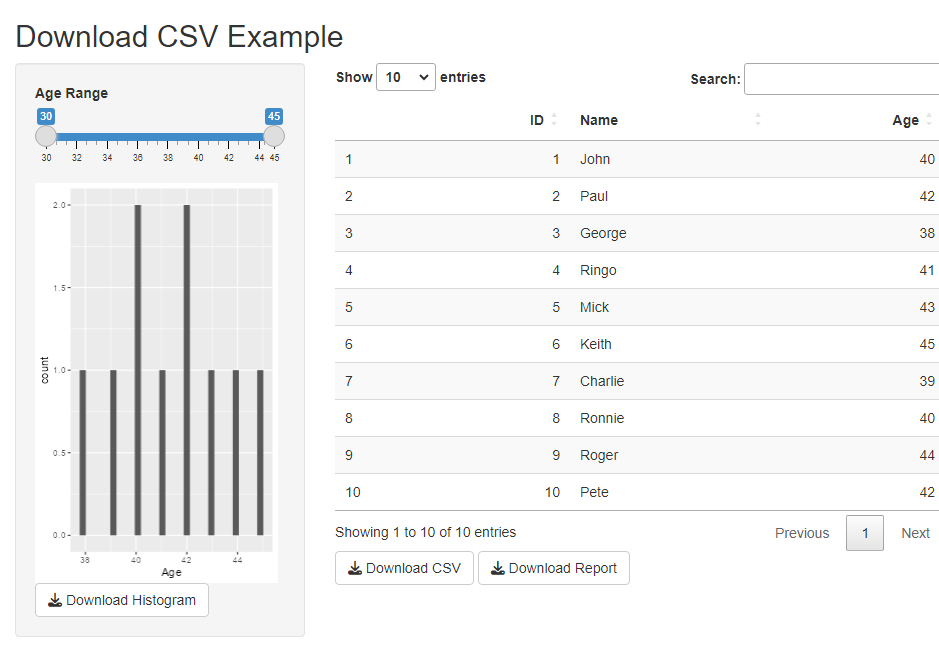 Download CSV Example
Age Range
30 45
30 32 34 36 38 40 42 44 45
2.0
1.5
1.0
0.5
0.0
count
38 40 42 44
Age
Download Histogram
Show 10 entries
Search:
ID Name Age
1 1 John 40
2 2 Paul 42
3 3 George 38
4 4 Ringo 41
5 5 Mick 43
6 6 Keith 45
7 7 Charlie 39
8 8 Ronnie 40
9 9 Roger 44
10 10 Pete 42
Showing 1 to 10 of 10 entries
Previous 1 Next
Download CSV
Download Report